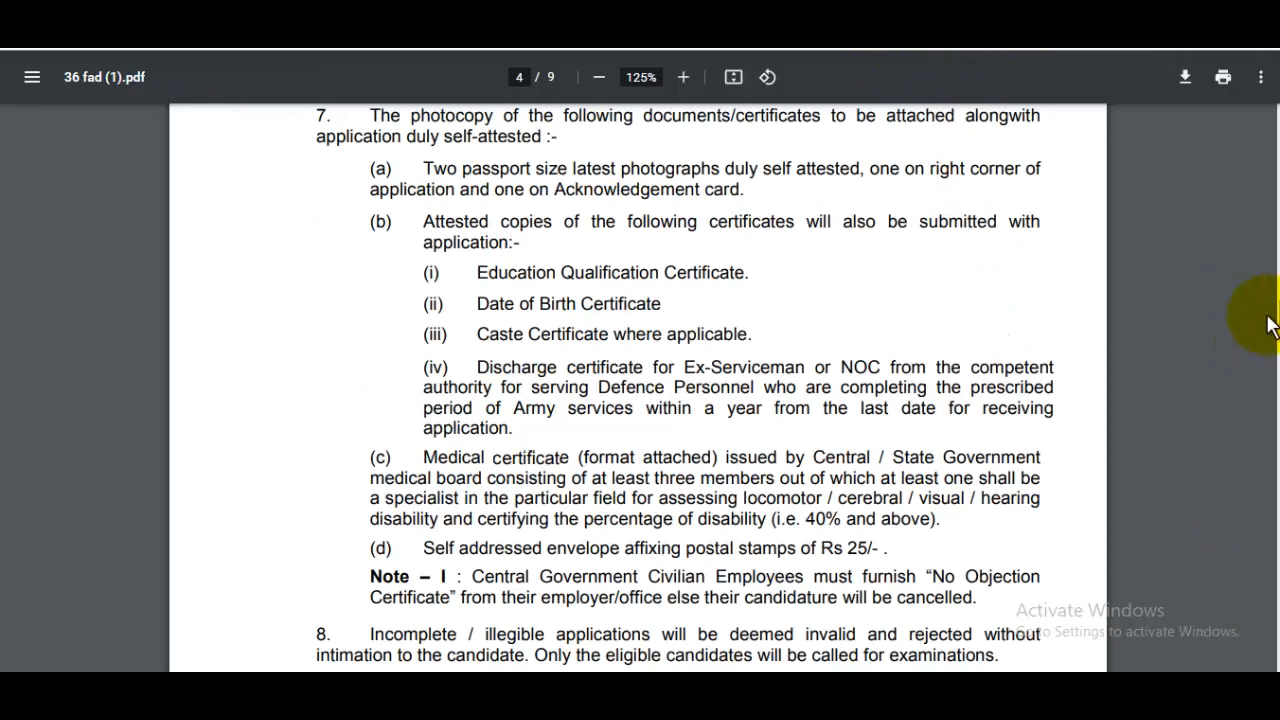 36 fad (1).pdf
4 / 9
125%
7. The photocopy of the following documents/certificates to be attached alongwith
application duly self-attested :-
(a) Two passport size latest photographs duly self attested, one on right corner of
application and one on Acknowledgement card.
(b) Attested copies of the following certificates will also be submitted with
application:-
(i) Education Qualification Certificate.
(ii) Date of Birth Certificate
(iii) Caste Certificate where applicable.
(iv) Discharge certificate for Ex-Serviceman or NOC from the competent
authority for serving Defence Personnel who are completing the prescribed
period of Army services within a year from the last date for receiving
application.
(c) Medical certificate (format attached) issued by Central / State Government
medical board consisting of at least three members out of which at least one shall be
a specialist in the particular field for assessing locomotor / cerebral / visual / hearing
disability and certifying the percentage of disability (i.e. 40% and above).
(d) Self addressed envelope affixing postal stamps of Rs 25/- .
Note – I : Central Government Civilian Employees must furnish “No Objection
Certificate” from their employer/office else their candidature will be cancelled.
Activate Windows
Go to Settings to activate Windows.
8. Incomplete / illegible applications will be deemed invalid and rejected without
intimation to the candidate. Only the eligible candidates will be called for examinations.